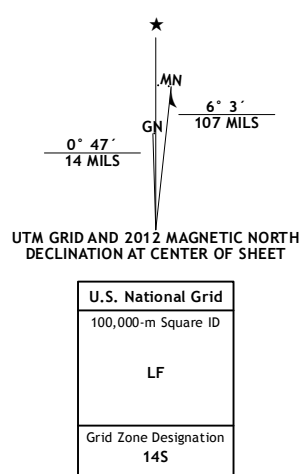 ★
MN
6° 3´
107 MILS
GN
0° 47´
14 MILS
UTM GRID AND 2012 MAGNETIC NORTH
DECLINATION AT CENTER OF SHEET
U.S. National Grid
100,000-m Square ID
LF
Grid Zone Designation
14S